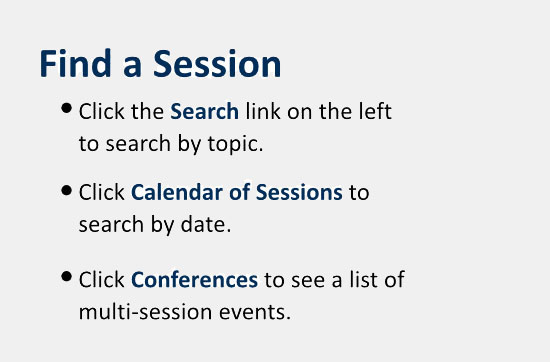 Find a Session
• Click the Search link on the left
to search by topic.
• Click Calendar of Sessions to
search by date.
• Click Conferences to see a list of
multi-session events.